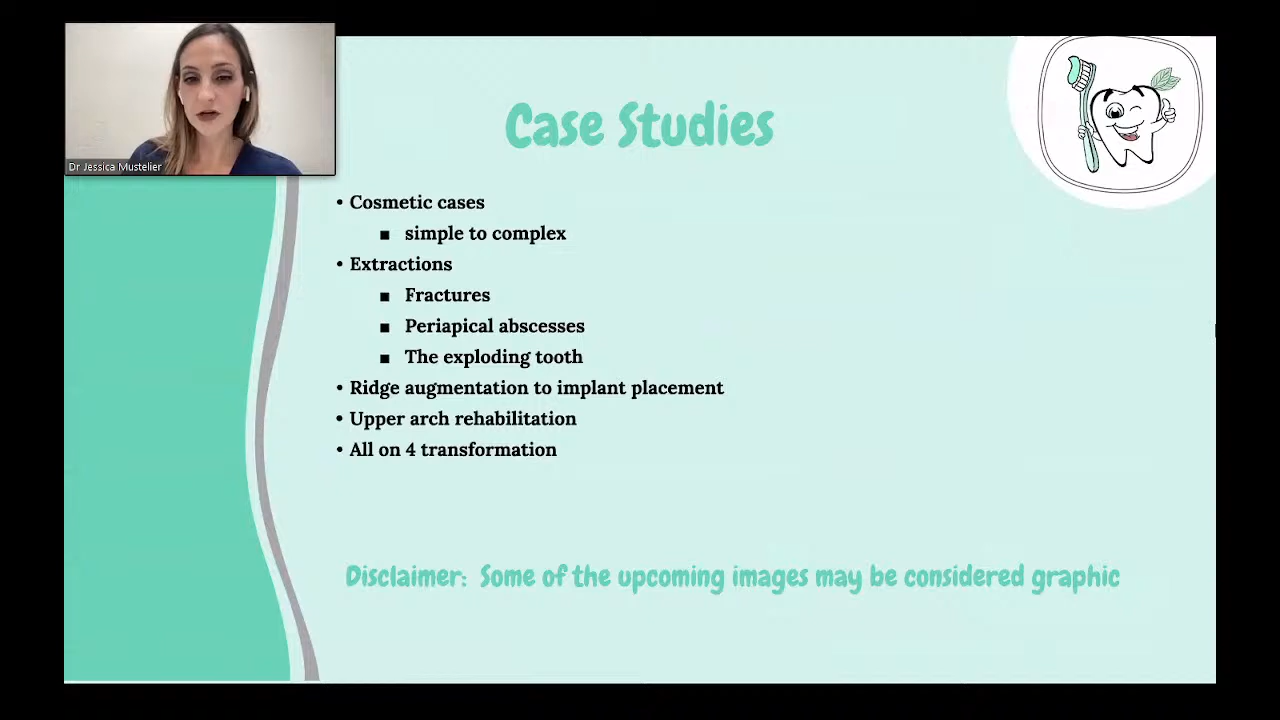 Dr Jessica Mustelier
Case Studies
• Cosmetic cases
▪ simple to complex
• Extractions
▪ Fractures
▪ Periapical abscesses
▪ The exploding tooth
• Ridge augmentation to implant placement
• Upper arch rehabilitation
• All on 4 transformation
Disclaimer: Some of the upcoming images may be considered graphic